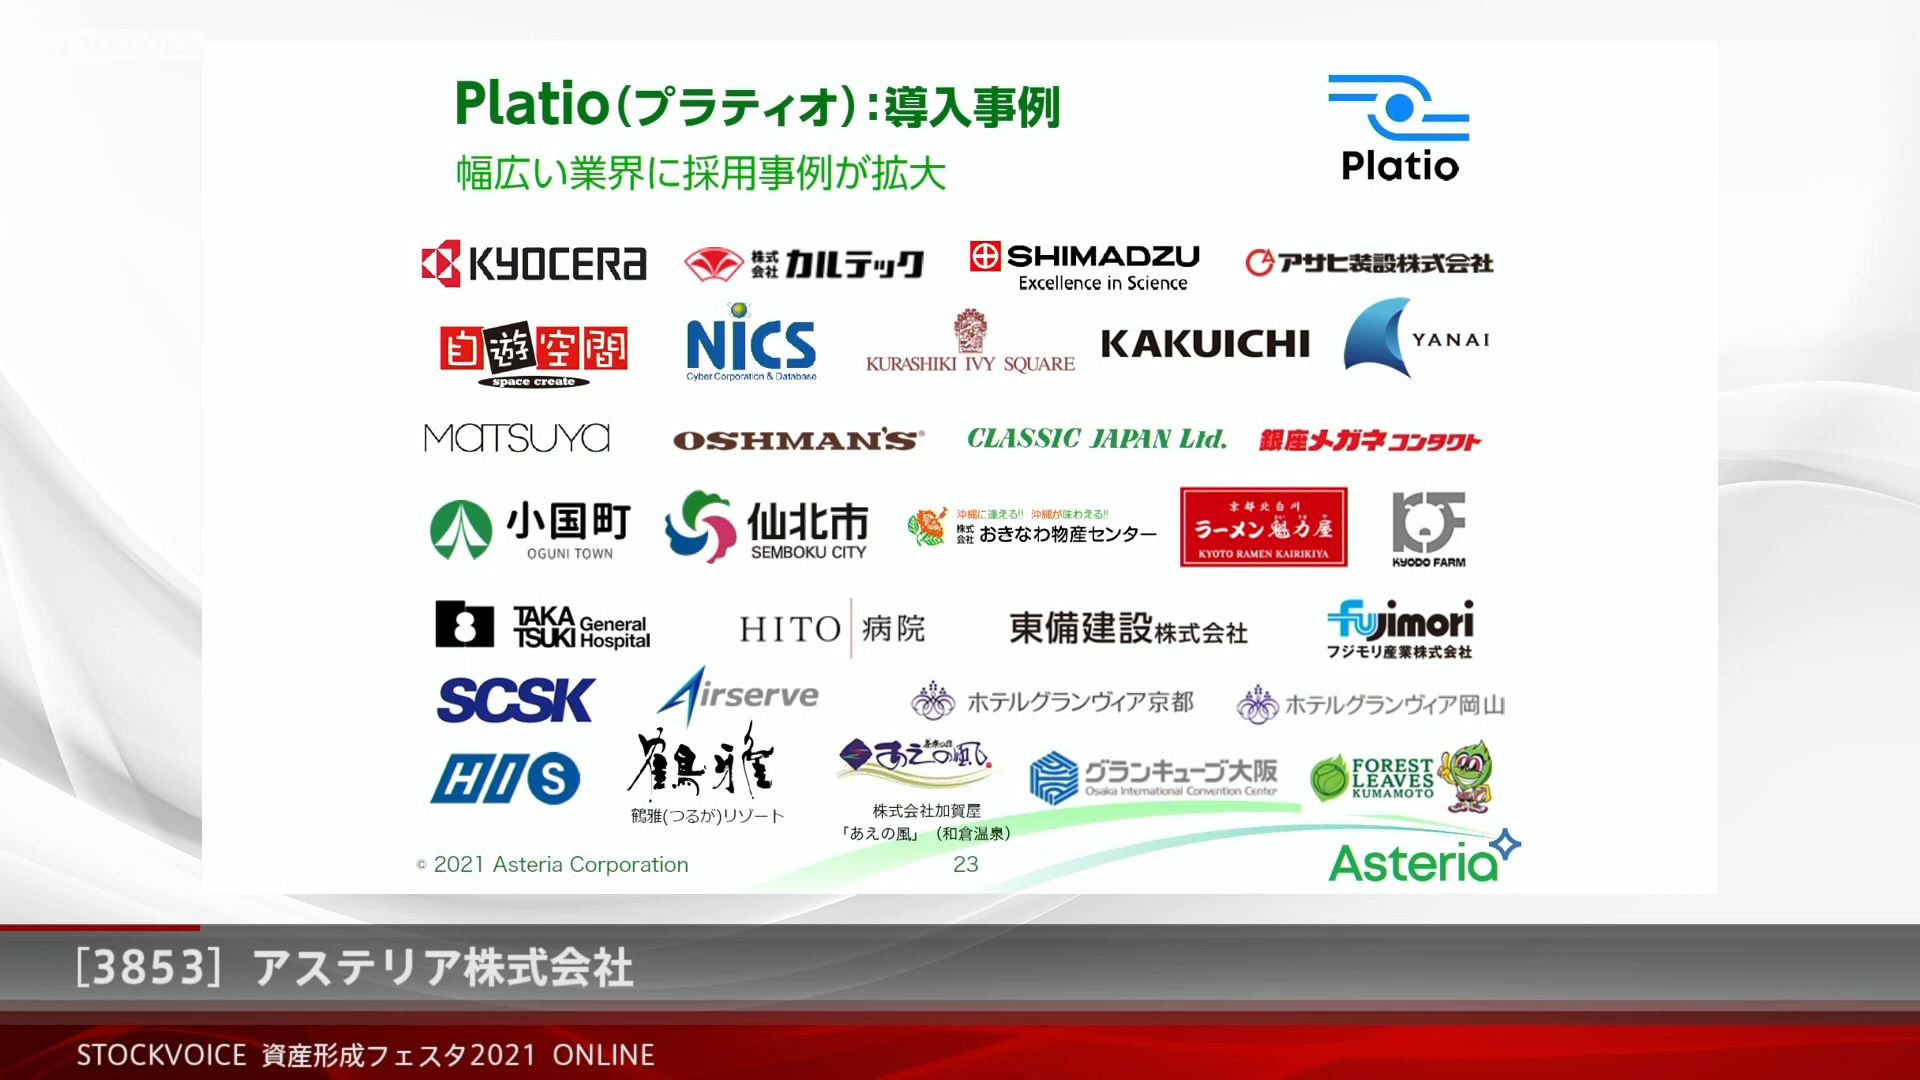 STOCKVOICE
Platio(プラティオ):導入事例
幅広い業界に採用事例が拡大
Platio
KYOCERA
株式会社 カルテック
SHIMADZU
Excellence in Science
アサヒ装設株式会社
自遊空間
space create
NICS
Cyber Corporation & Database
KURASHIKI IVY SQUARE
KAKUICHI
YANAI
MATSUYA
OSHMAN'S®
CLASSIC JAPAN Ltd.
銀座メガネコンタクト
小国町
OGUNI TOWN
仙北市
SEMBOKU CITY
沖縄に逢える!! 沖縄が味わえる!!
株式会社 おきなわ物産センター
京都北白川
ラーメン魁力屋
KYOTO RAMEN KAIRIKIYA
KF
KYODO FARM
TAKATSUKI General Hospital
HITO 病院
東備建設株式会社
fujimori
フジモリ産業株式会社
SCSK
Airserve
ホテルグランヴィア京都
ホテルグランヴィア岡山
HIS
鶴雅
鶴雅(つるが)リゾート
あえの風
株式会社加賀屋
「あえの風」(和倉温泉)
グランキューブ大阪
Osaka International Convention Center
FOREST
LEAVES
KUMAMOTO
© 2021 Asteria Corporation
23
Asteria
[3853] アステリア株式会社
STOCKVOICE 資産形成フェスタ2021 ONLINE